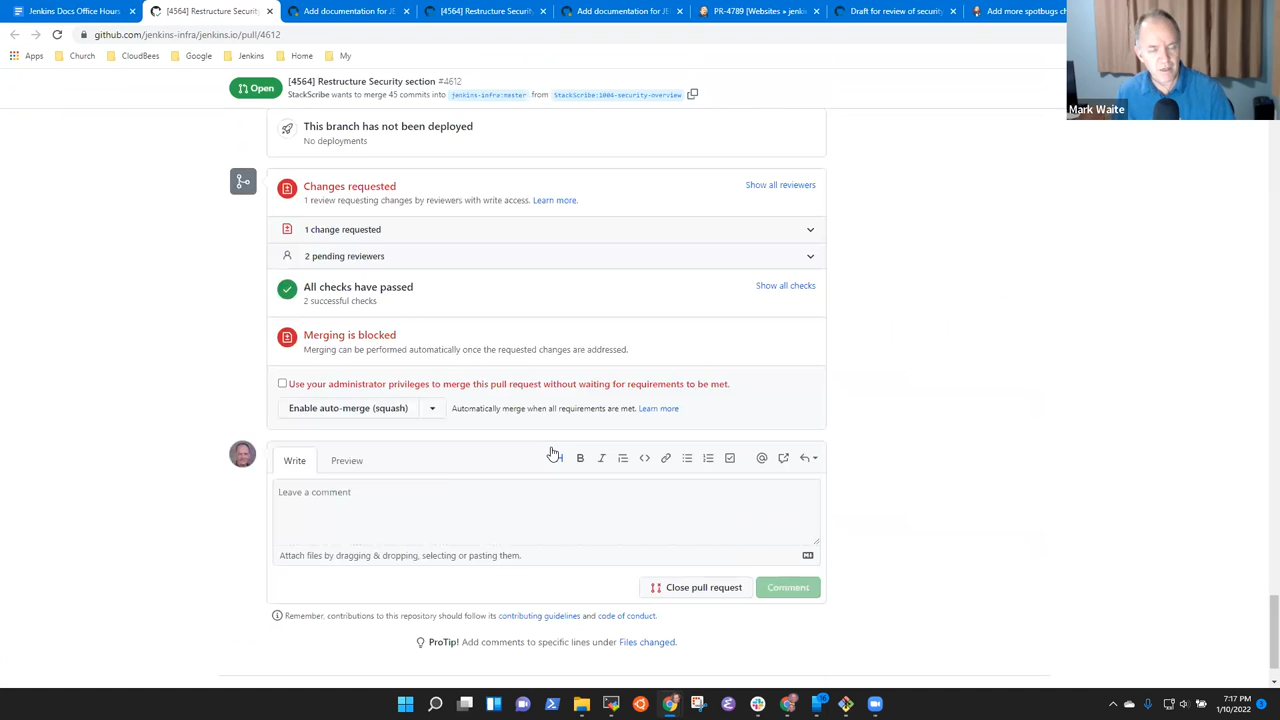 Jenkins Docs Office Hours
[4564] Restructure Securit
Add documentation for JE
[4564] Restructure Securit
Add documentation for JE
PR-4789 [Websites » jenki
Draft for review of securit
Add more spotbugs ch
github.com/jenkins-infra/jenkins.io/pull/4612
Apps
Church
CloudBees
Google
Jenkins
Home
My
Mark Waite
Open
[4564] Restructure Security section #4612
StackScribe wants to merge 45 commits into jenkins-infra:master from StackScribe:1004-security-overview
This branch has not been deployed
No deployments
Changes requested
Show all reviewers
1 review requesting changes by reviewers with write access. Learn more.
1 change requested
2 pending reviewers
All checks have passed
Show all checks
2 successful checks
Merging is blocked
Merging can be performed automatically once the requested changes are addressed.
Use your administrator privileges to merge this pull request without waiting for requirements to be met.
Enable auto-merge (squash)
Automatically merge when all requirements are met. Learn more
Write
Preview
Leave a comment
Attach files by dragging & dropping, selecting or pasting them.
Close pull request
Comment
Remember, contributions to this repository should follow its contributing guidelines and code of conduct.
ProTip! Add comments to specific lines under Files changed.
7:17 PM
1/10/2022